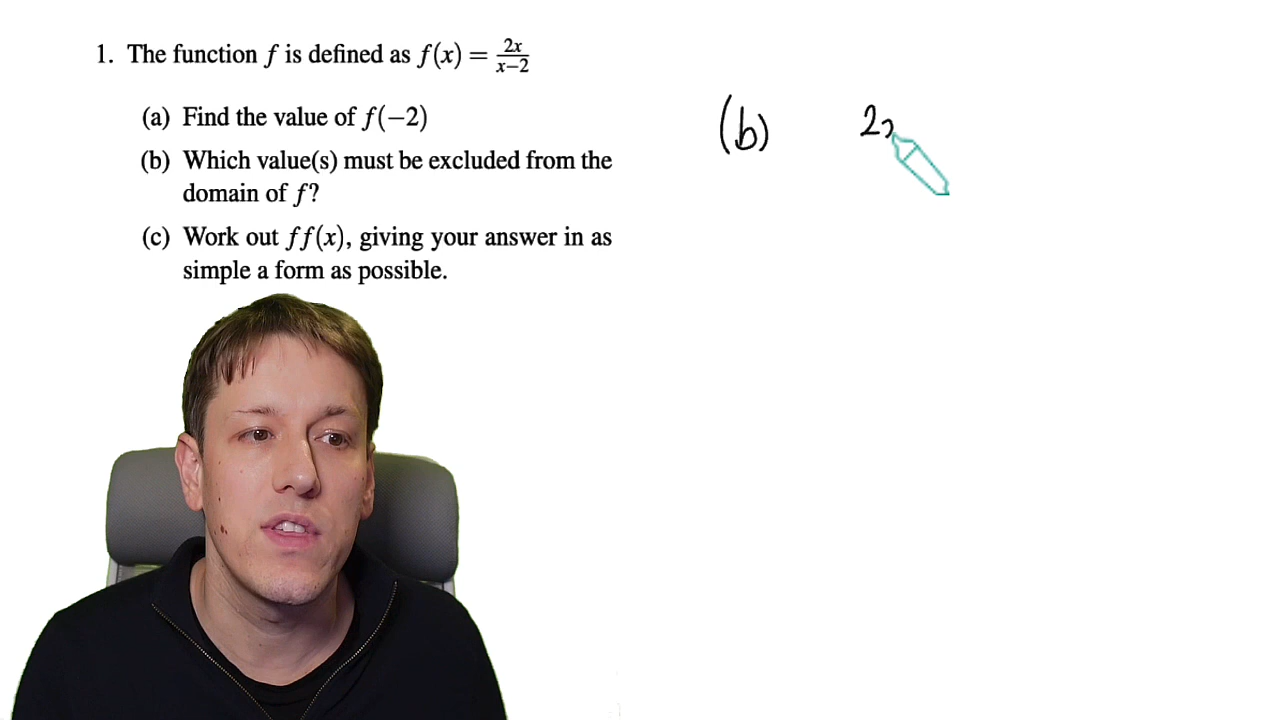 1. The function f is defined as f(x) = 2x/x−2
(a) Find the value of f(−2)
(b) Which value(s) must be excluded from the
domain of f?
(c) Work out ff(x), giving your answer in as
simple a form as possible.
(b) 2